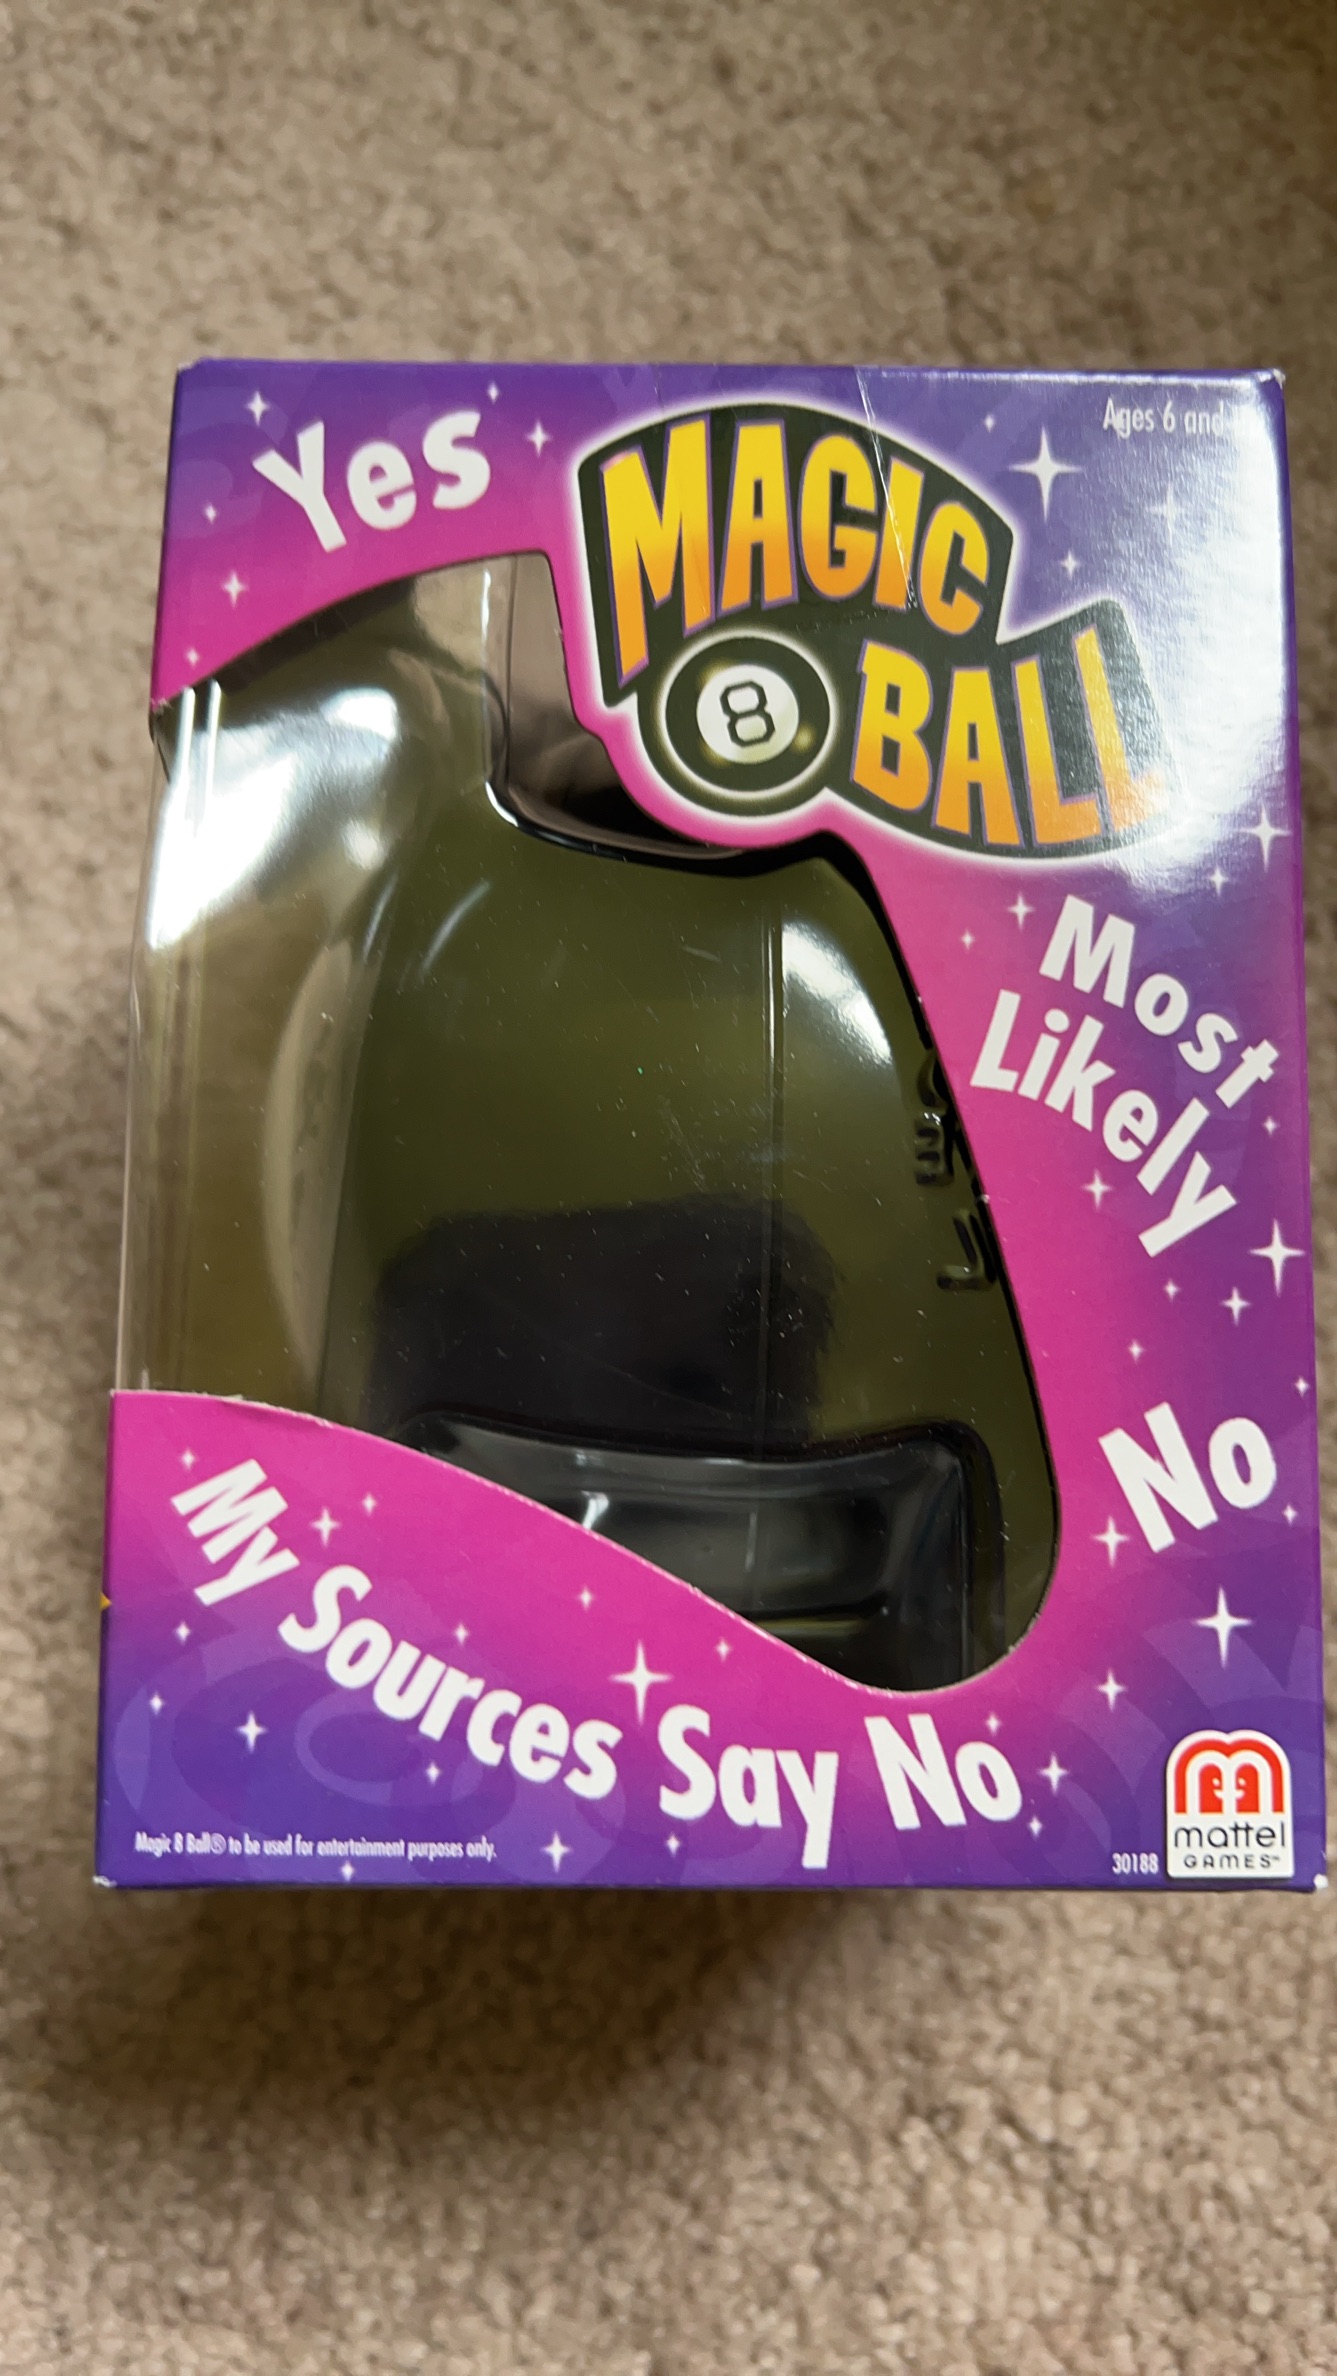 Yes
MAGIC
8 BALL
Ages 6 and
Most
Likely
No
My Sources Say No
Magic 8 Ball® to be used for entertainment purposes only.
30188
mattel
GAMES™